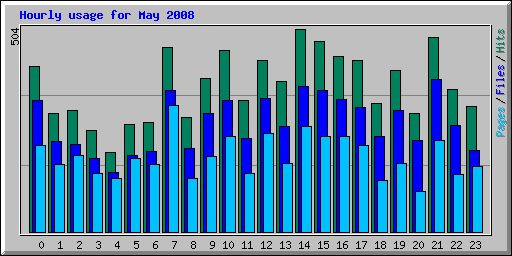 Hourly usage for May 2008
504
Pages / Files / Hits
0 1 2 3 4 5 6 7 8 9 10 11 12 13 14 15 16 17 18 19 20 21 22 23